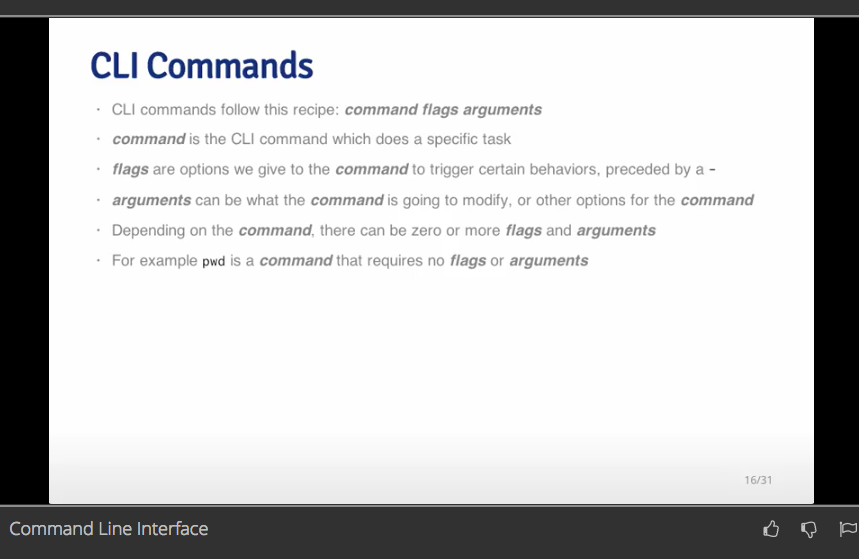 CLI Commands
· CLI commands follow this recipe: command flags arguments
· command is the CLI command which does a specific task
· flags are options we give to the command to trigger certain behaviors, preceded by a -
· arguments can be what the command is going to modify, or other options for the command
· Depending on the command, there can be zero or more flags and arguments
· For example pwd is a command that requires no flags or arguments
16/31
Command Line Interface